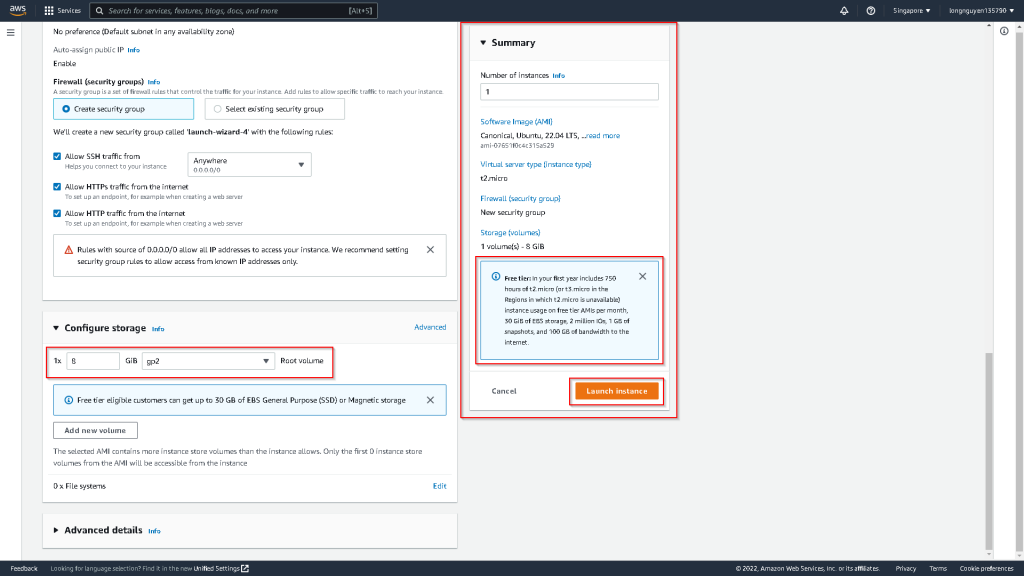 aws
Services
Search for services, features, blogs, docs, and more
[Alt+S]
Singapore
longnguyen135790
No preference (Default subnet in any availability zone)
Auto-assign public IP Info
Enable
Firewall (security groups) Info
A security group is a set of firewall rules that control the traffic for your instance. Add rules to allow specific traffic to reach your instance.
Create security group
Select existing security group
We'll create a new security group called 'launch-wizard-4' with the following rules:
Allow SSH traffic from
Helps you connect to your instance
Anywhere
0.0.0.0/0
Allow HTTPs traffic from the internet
To set up an endpoint, for example when creating a web server
Allow HTTP traffic from the internet
To set up an endpoint, for example when creating a web server
Rules with source of 0.0.0.0/0 allow all IP addresses to access your instance. We recommend setting
security group rules to allow access from known IP addresses only.
Configure storage Info
Advanced
1x 8 GiB gp2 Root volume
Free tier eligible customers can get up to 30 GB of EBS General Purpose (SSD) or Magnetic storage
Add new volume
The selected AMI contains more instance store volumes than the instance allows. Only the first 0 instance store
volumes from the AMI will be accessible from the instance
0 x File systems
Edit
Advanced details Info
Summary
Number of instances Info
1
Software Image (AMI)
Canonical, Ubuntu, 22.04 LTS, ...read more
ami-07651f0c4c315a529
Virtual server type (instance type)
t2.micro
Firewall (security group)
New security group
Storage (volumes)
1 volume(s) - 8 GiB
Free tier: In your first year includes 750
hours of t2.micro (or t3.micro in the
Regions in which t2.micro is unavailable)
instance usage on free tier AMIs per month,
30 GiB of EBS storage, 2 million IOs, 1 GB of
snapshots, and 100 GB of bandwidth to the
internet.
Cancel
Launch instance
Feedback
Looking for language selection? Find it in the new Unified Settings
© 2022, Amazon Web Services, Inc. or its affiliates.
Privacy
Terms
Cookie preferences